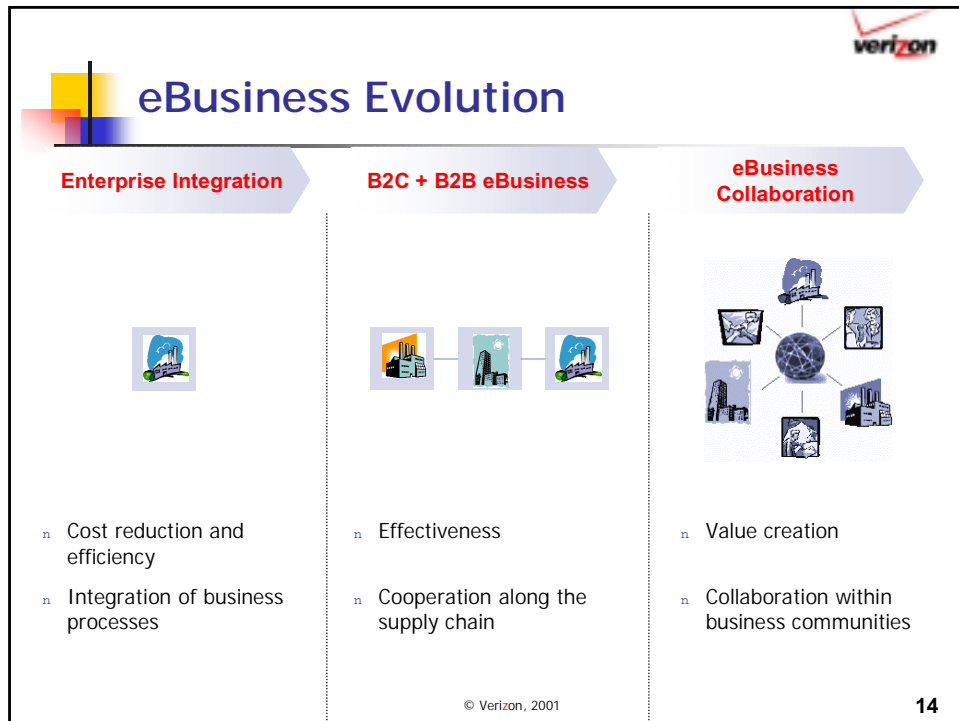 verizon
eBusiness Evolution
Enterprise Integration
B2C + B2B eBusiness
eBusiness
Collaboration
n Cost reduction and
efficiency
n Integration of business
processes
n Effectiveness
n Cooperation along the
supply chain
n Value creation
n Collaboration within
business communities
© Verizon, 2001
14